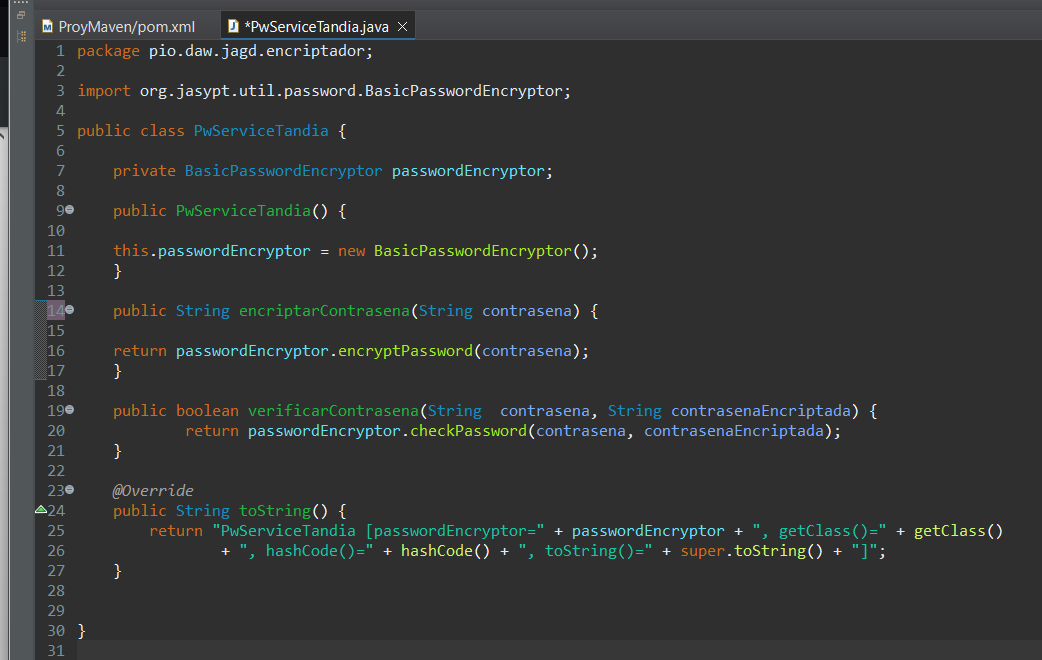 ProyMaven/pom.xml
*PwServiceTandia.java
1 package pio.daw.jagd.encriptador;
2
3 import org.jasypt.util.password.BasicPasswordEncryptor;
4
5 public class PwServiceTandia {
6
7     private BasicPasswordEncryptor passwordEncryptor;
8
9     public PwServiceTandia() {
10
11     this.passwordEncryptor = new BasicPasswordEncryptor();
12     }
13
14     public String encriptarContrasena(String contrasena) {
15
16     return passwordEncryptor.encryptPassword(contrasena);
17     }
18
19     public boolean verificarContrasena(String  contrasena, String contrasenaEncriptada) {
20             return passwordEncryptor.checkPassword(contrasena, contrasenaEncriptada);
21     }
22
23     @Override
24     public String toString() {
25         return "PwServiceTandia [passwordEncryptor=" + passwordEncryptor + ", getClass()=" + getClass()
26                 + ", hashCode()=" + hashCode() + ", toString()=" + super.toString() + "]";
27     }
28
29
30 }
31